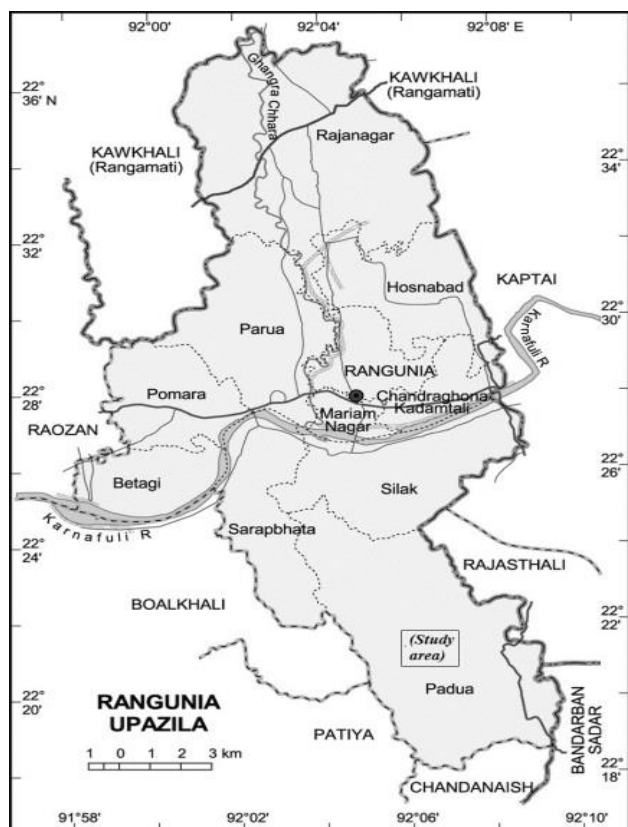 92°00'
92°04'
92°08' E
22°
36' N
Ghangra Chhara
KAWKHALI
(Rangamati)
Rajanagar
KAWKHALI
(Rangamati)
22°
34'
22°
32'
Hosnabad
KAPTAI
22°
30'
Parua
Karnafuli R
RANGUNIA
22°
28'
Pomara
Chandraghona
Kadamtali
Mariam
Nagar
RAOZAN
22°
26'
Betagi
Silak
Karnafuli R
Sarapbhata
22°
24'
RAJASTHALI
BOALKHALI
22°
22'
(Study
area)
Padua
22°
20'
RANGUNIA
UPAZILA
PATIYA
BANDARBAN
SADAR
1 0 1 2 3 km
22°
18'
CHANDANAISH
91°58'
92°02'
92°06'
92°10'